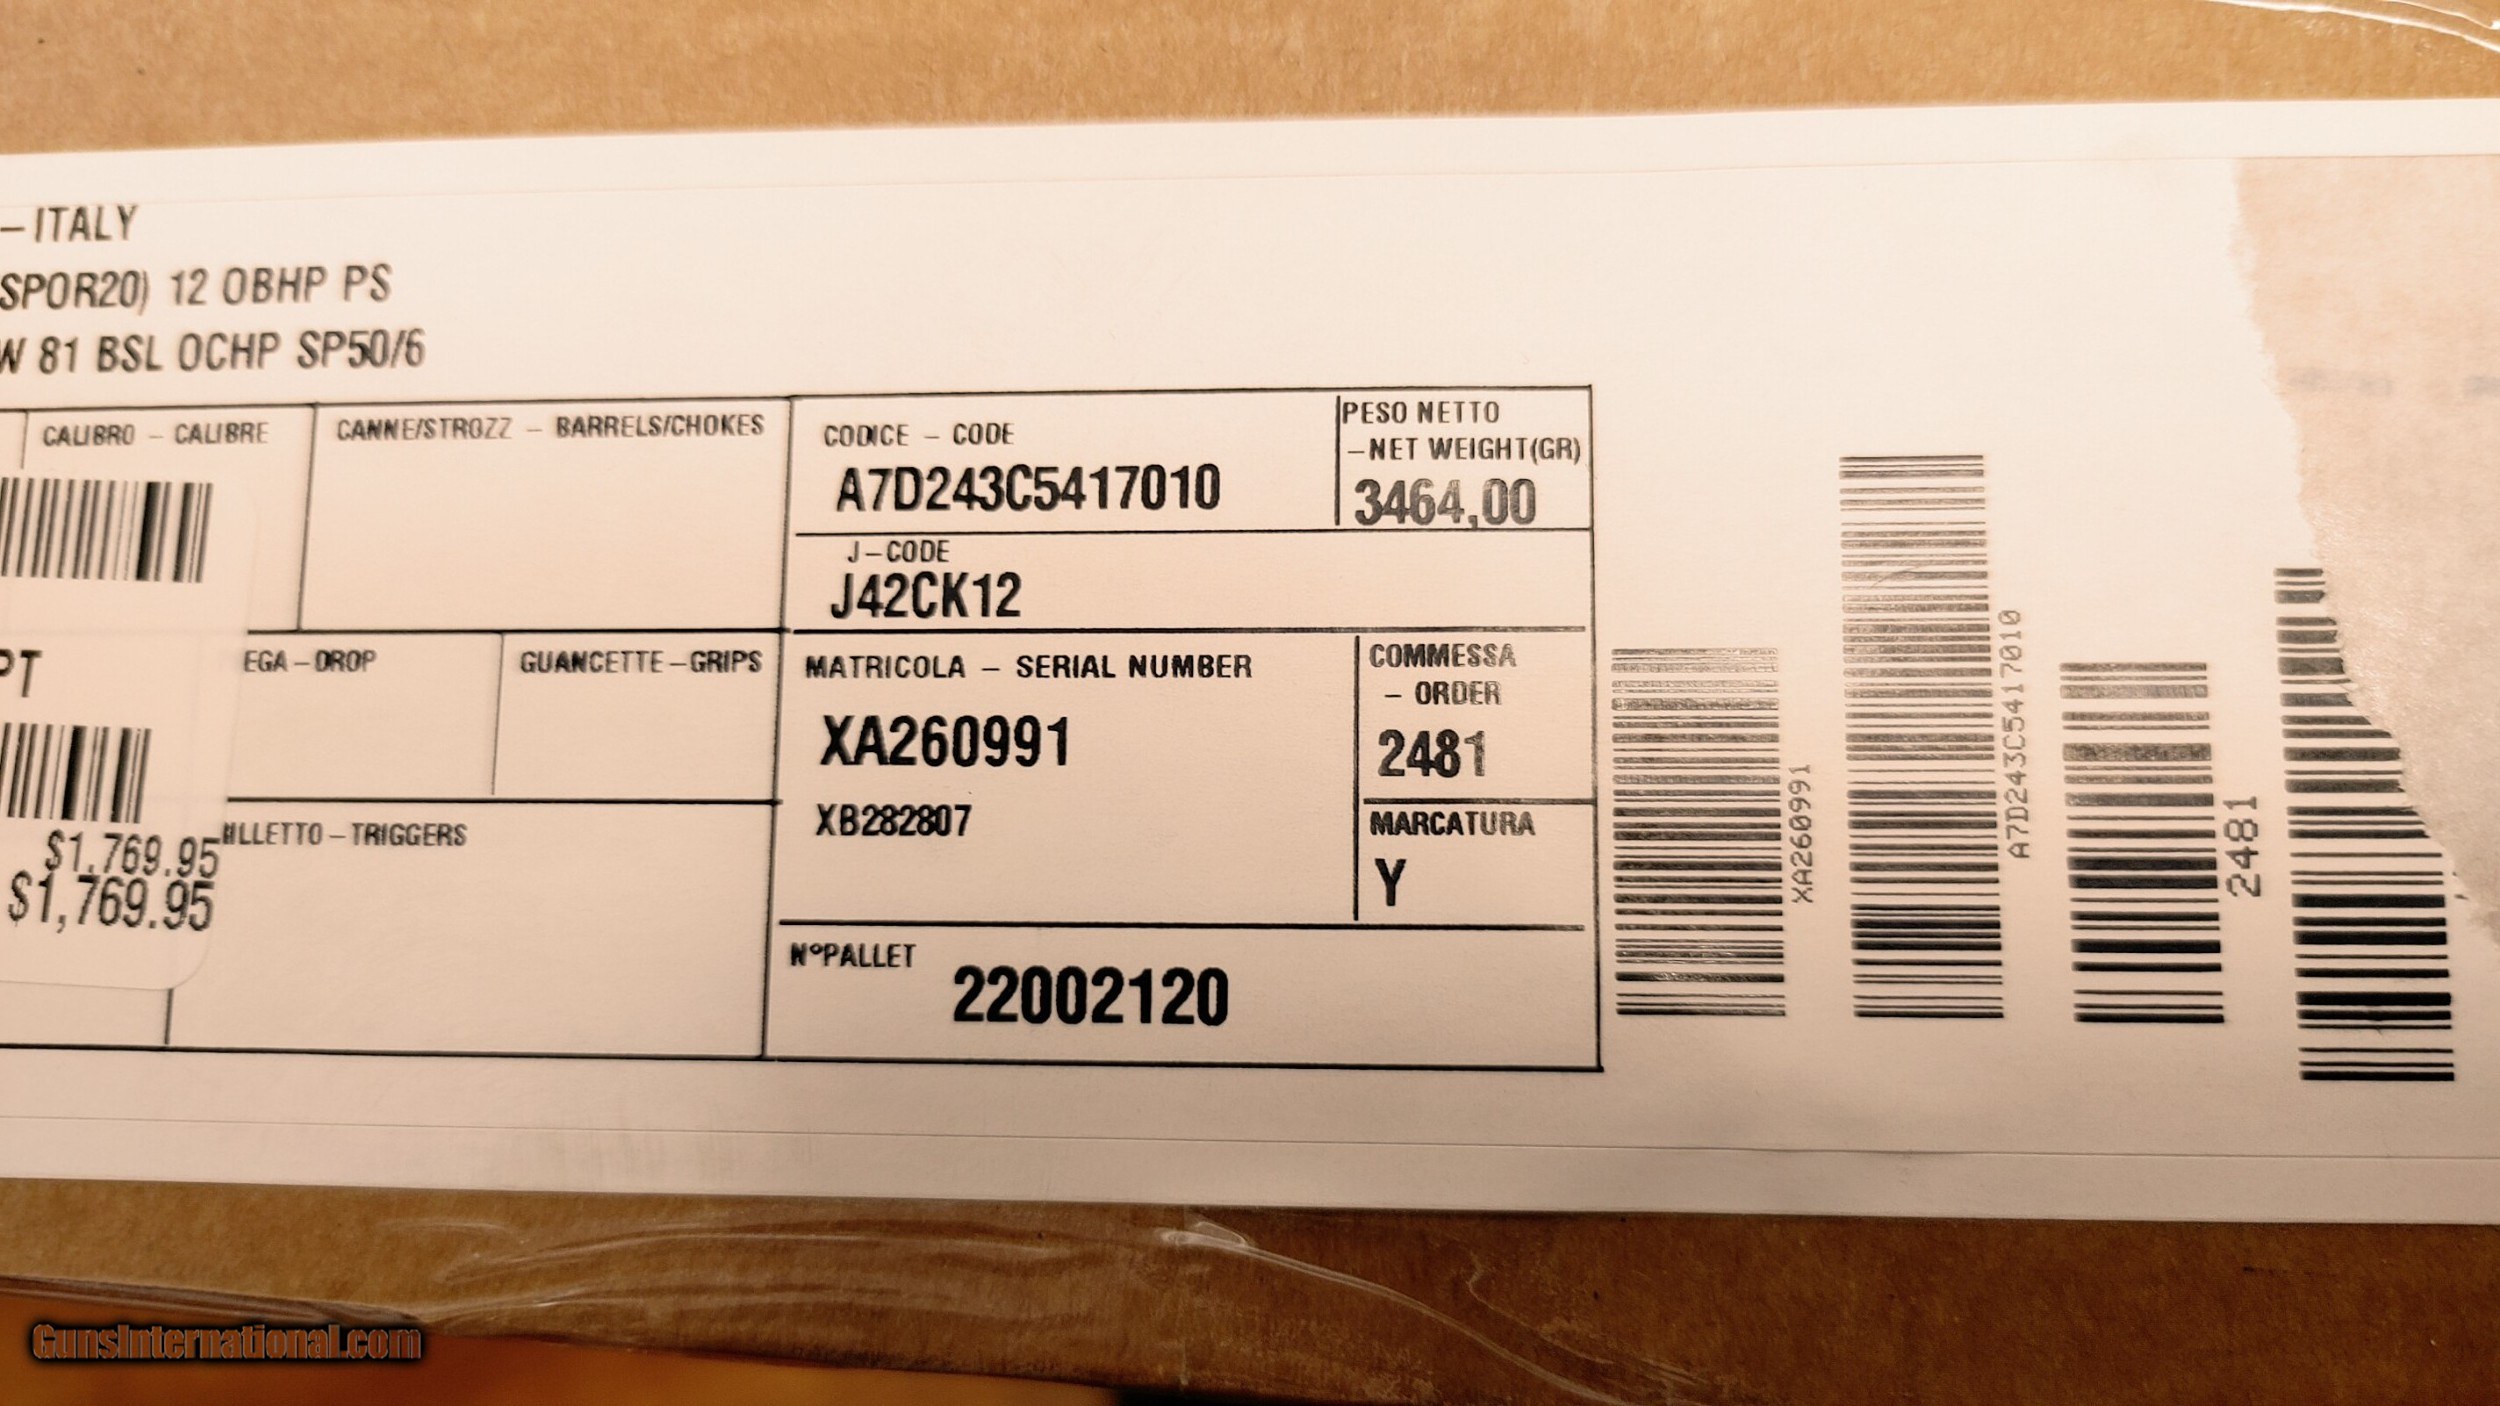 –ITALY
SPOR20) 12 OBHP PS
W 81 BSL OCHP SP50/6
CALIBRO – CALIBRE
CANNE/STROZZ – BARRELS/CHOKES
CODICE – CODE
A7D243C5417010
PESO NETTO
–NET WEIGHT(GR)
3464,00
J–CODE
J42CK12
PT
EGA–DROP
GUANCETTE–GRIPS
MATRICOLA – SERIAL NUMBER
XA260991
XB282807
COMMESSA
– ORDER
2481
MARCATURA
Y
$1,769.95
$1,769.95
ILLETTO–TRIGGERS
N°PALLET
22002120
XA260991
A7D243C5417010
2481
GunsInternational.com